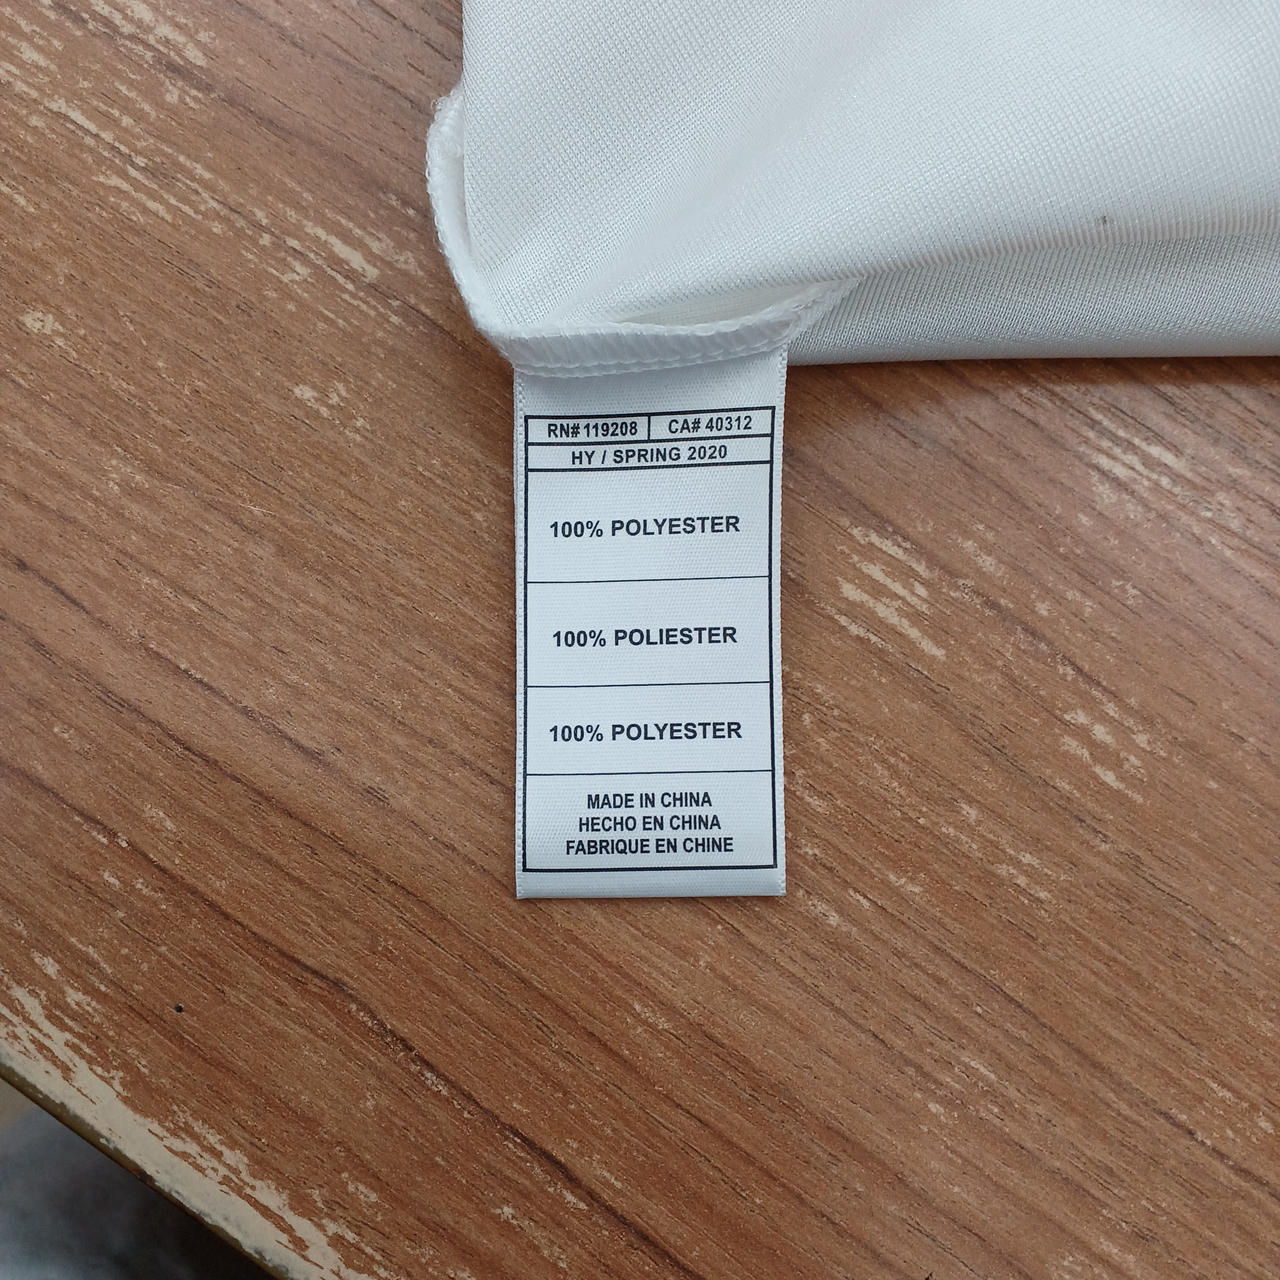 RN# 119208 CA# 40312
HY / SPRING 2020
100% POLYESTER
100% POLIESTER
100% POLYESTER
MADE IN CHINA
HECHO EN CHINA
FABRIQUE EN CHINE